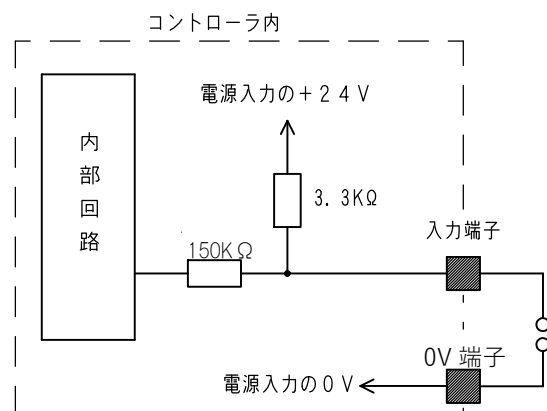 コントローラ内
電源入力の+24V
内部回路
3.3KΩ
入力端子
150KΩ
0V 端子
電源入力の0V